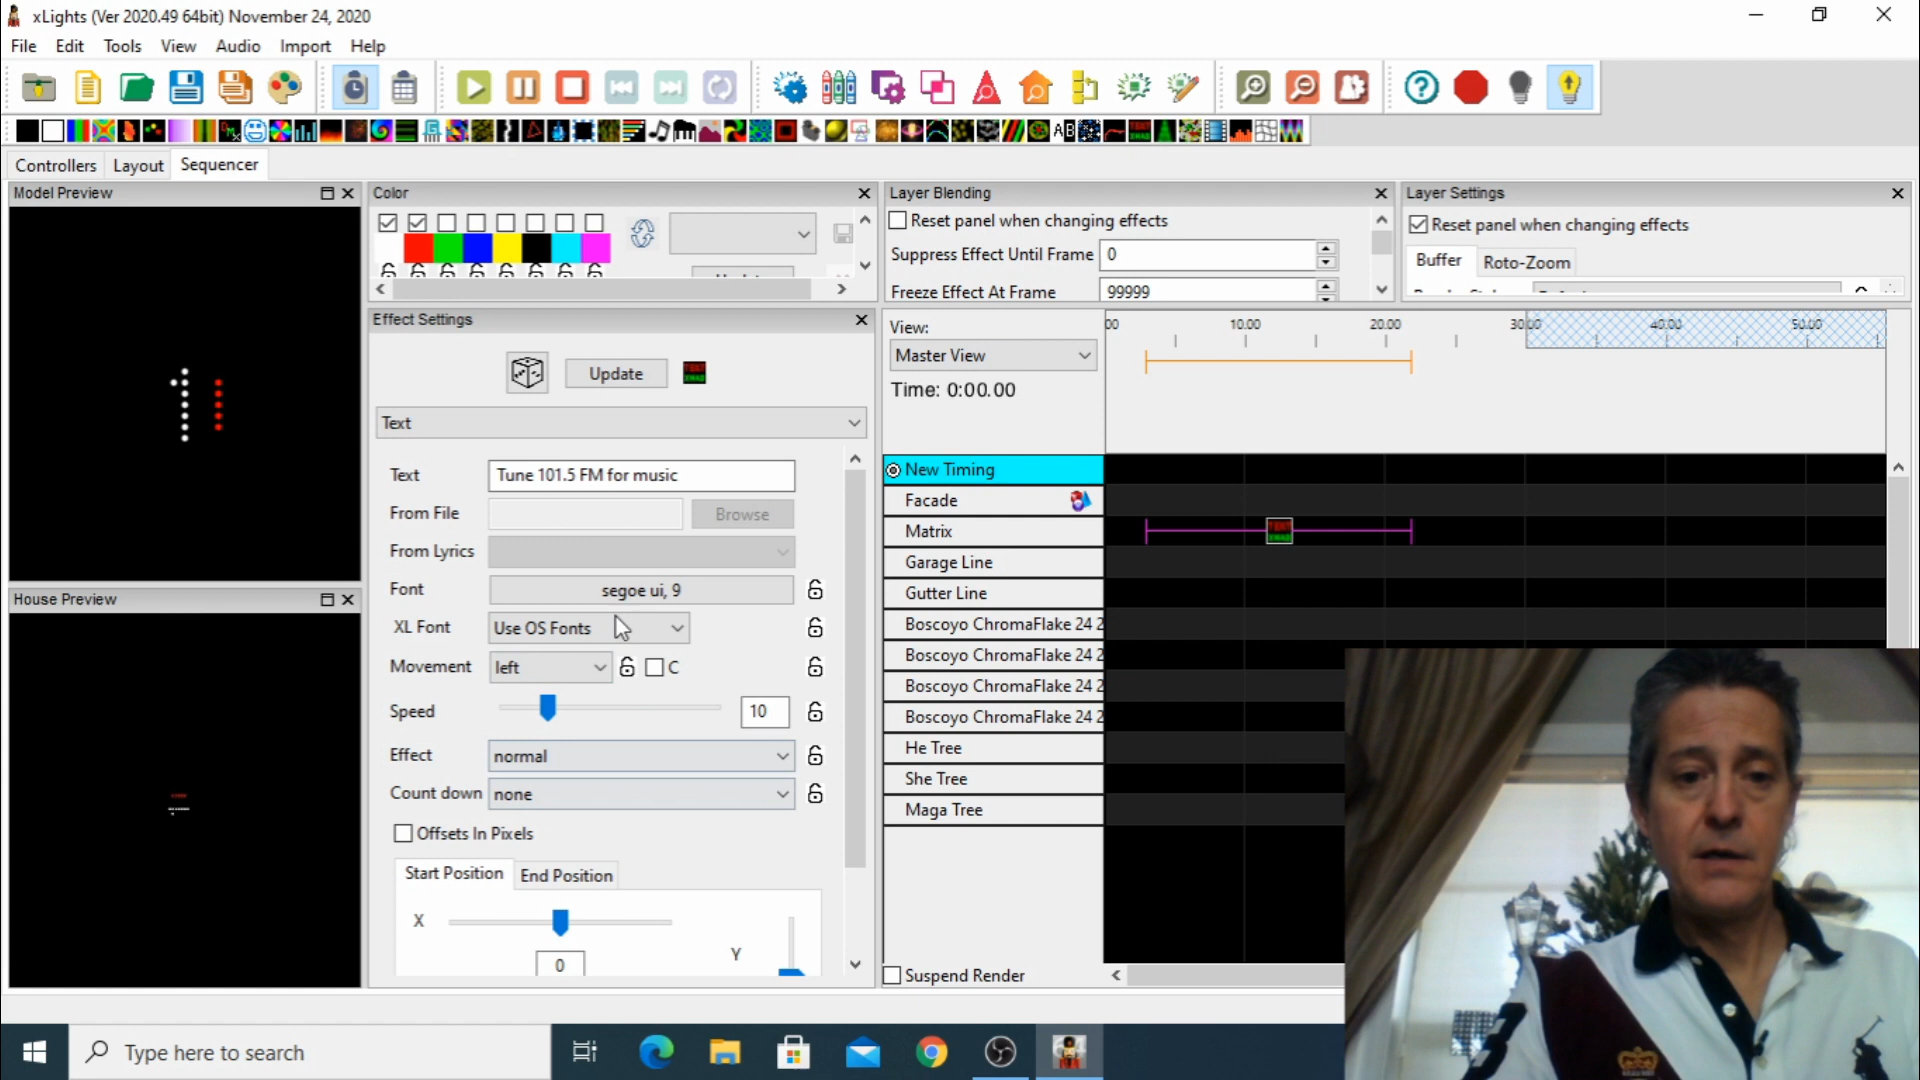 xLights (Ver 2020.49 64bit) November 24, 2020
File Edit Tools View Audio Import Help
Controllers Layout Sequencer
Model Preview
House Preview
Color
Effect Settings
Update
Text
Text Tune 101.5 FM for music
From File Browse
From Lyrics
Font segoe ui, 9
XL Font Use OS Fonts
Movement left C
Speed 10
Effect normal
Count down none
Offsets In Pixels
Start Position End Position
X
0
Y
Layer Blending
Reset panel when changing effects
Suppress Effect Until Frame 0
Freeze Effect At Frame 99999
Layer Settings
Reset panel when changing effects
Buffer Roto-Zoom
View:
Master View
Time: 0:00.00
00 10.00 20.00 30.00 40.00 50.00
New Timing
Facade
Matrix
Garage Line
Gutter Line
Boscoyo ChromaFlake 24 2
Boscoyo ChromaFlake 24 2
Boscoyo ChromaFlake 24 2
Boscoyo ChromaFlake 24 2
He Tree
She Tree
Maga Tree
Suspend Render
Type here to search